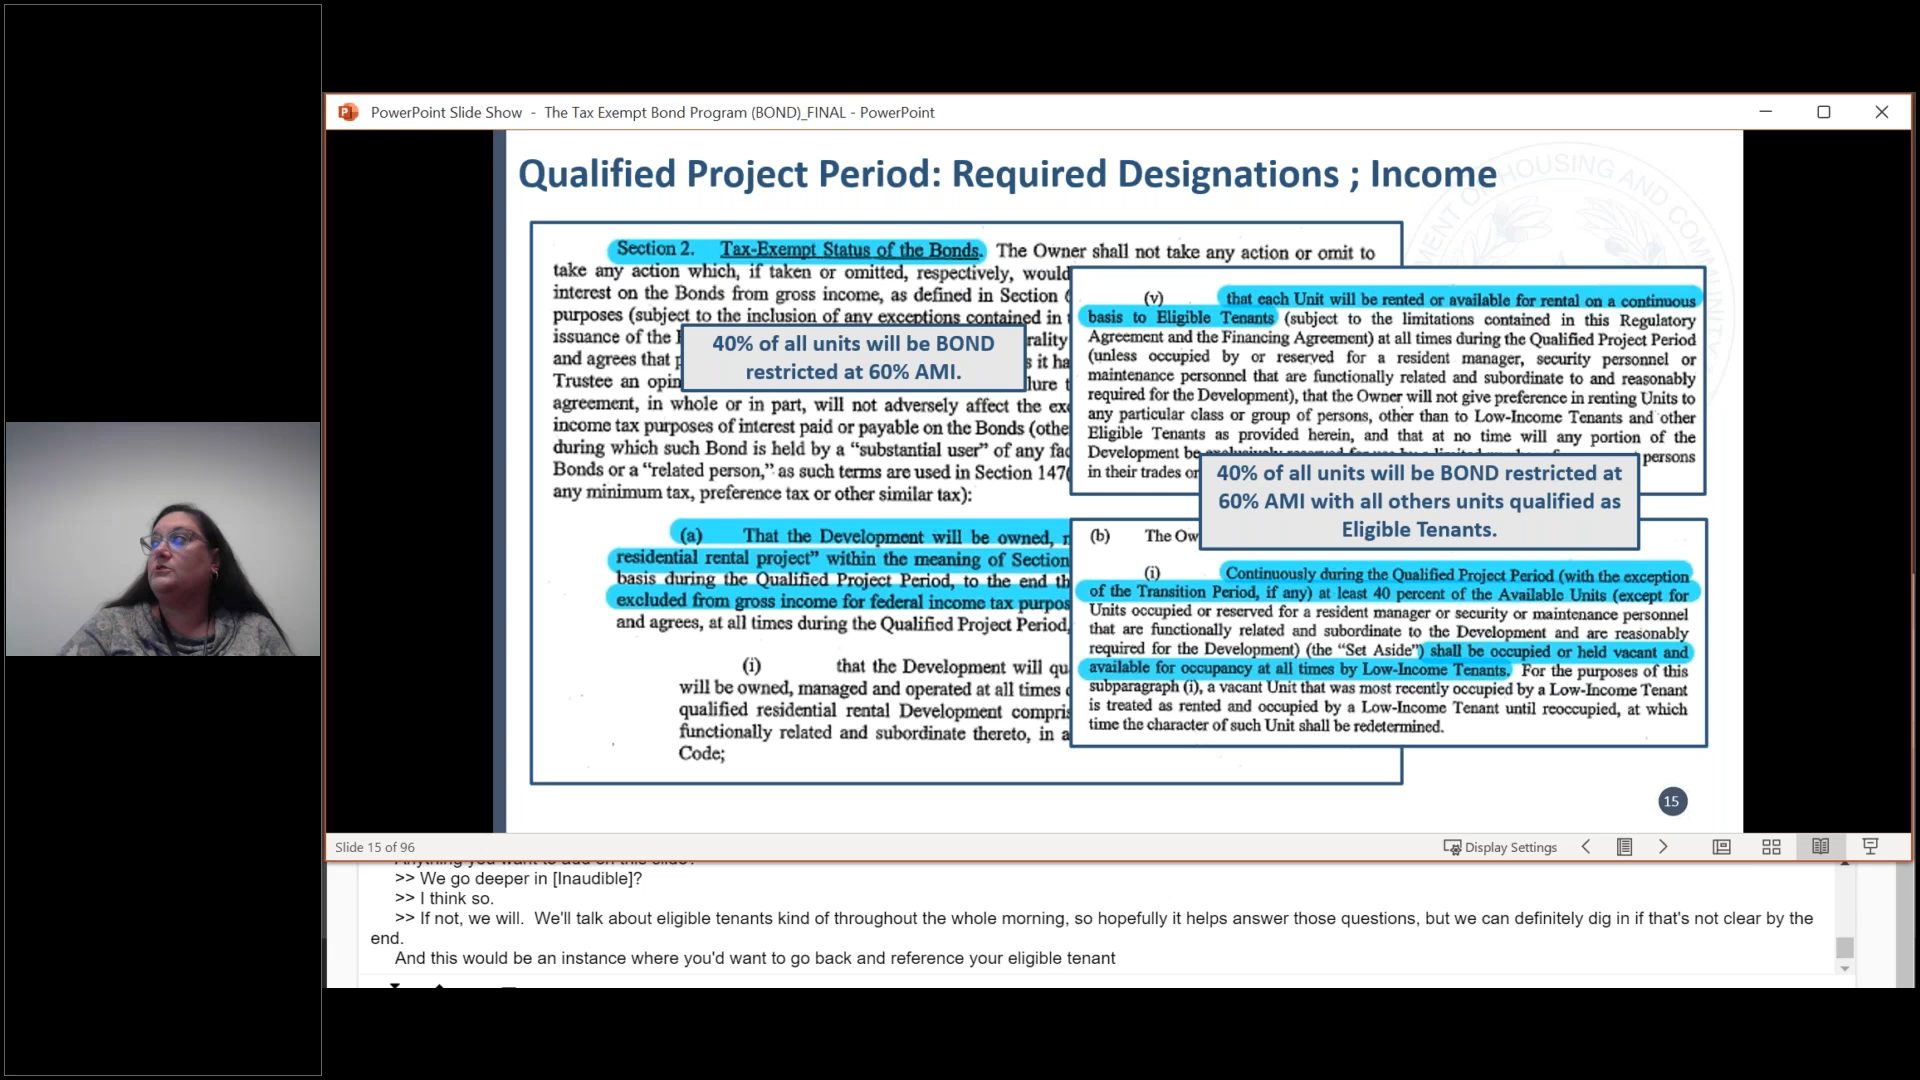 PowerPoint Slide Show - The Tax Exempt Bond Program (BOND)_FINAL - PowerPoint
Qualified Project Period: Required Designations ; Income
MENT OF HOUSING AND COMMUNITY
Section 2. Tax-Exempt Status of the Bonds. The Owner shall not take any action or omit to
take any action which, if taken or omitted, respectively, would
interest on the Bonds from gross income, as defined in Section
purposes (subject to the inclusion of any exceptions contained in
issuance of the
and agrees that
Trustee an opin
agreement, in whole or in part, will not adversely affect the
income tax purposes of interest paid or payable on the Bonds (othe
during which such Bond is held by a “substantial user” of any fac
Bonds or a “related person,” as such terms are used in Section 147(
any minimum tax, preference tax or other similar tax):
40% of all units will be BOND
restricted at 60% AMI.
(a) That the Development will be owned,
residential rental project” within the meaning of Section
basis during the Qualified Project Period, to the end th
excluded from gross income for federal income tax purpos
and agrees, at all times during the Qualified Project Period,
(i) that the Development will qu
will be owned, managed and operated at all times
qualified residential rental Development compris
functionally related and subordinate thereto, in a
Code;
(v) that each Unit will be rented or available for rental on a continuous
basis to Eligible Tenants (subject to the limitations contained in this Regulatory
Agreement and the Financing Agreement) at all times during the Qualified Project Period
(unless occupied by or reserved for a resident manager, security personnel or
maintenance personnel that are functionally related and subordinate to and reasonably
required for the Development), that the Owner will not give preference in renting Units to
any particular class or group of persons, other than to Low-Income Tenants and other
Eligible Tenants as provided herein, and that at no time will any portion of the
Development be persons
in their trades or
40% of all units will be BOND restricted at
60% AMI with all others units qualified as
Eligible Tenants.
(b) The Ow
(i) Continuously during the Qualified Project Period (with the exception
of the Transition Period, if any) at least 40 percent of the Available Units (except for
Units occupied or reserved for a resident manager or security or maintenance personnel
that are functionally related and subordinate to the Development and are reasonably
required for the Development) (the “Set Aside”) shall be occupied or held vacant and
available for occupancy at all times by Low-Income Tenants. For the purposes of this
subparagraph (i), a vacant Unit that was most recently occupied by a Low-Income Tenant
is treated as rented and occupied by a Low-Income Tenant until reoccupied, at which
time the character of such Unit shall be redetermined.
15
Slide 15 of 96
Display Settings
Anything you want to add on this slide?
>> We go deeper in [Inaudible]?
>> I think so.
>> If not, we will. We'll talk about eligible tenants kind of throughout the whole morning, so hopefully it helps answer those questions, but we can definitely dig in if that's not clear by the
end.
And this would be an instance where you'd want to go back and reference your eligible tenant